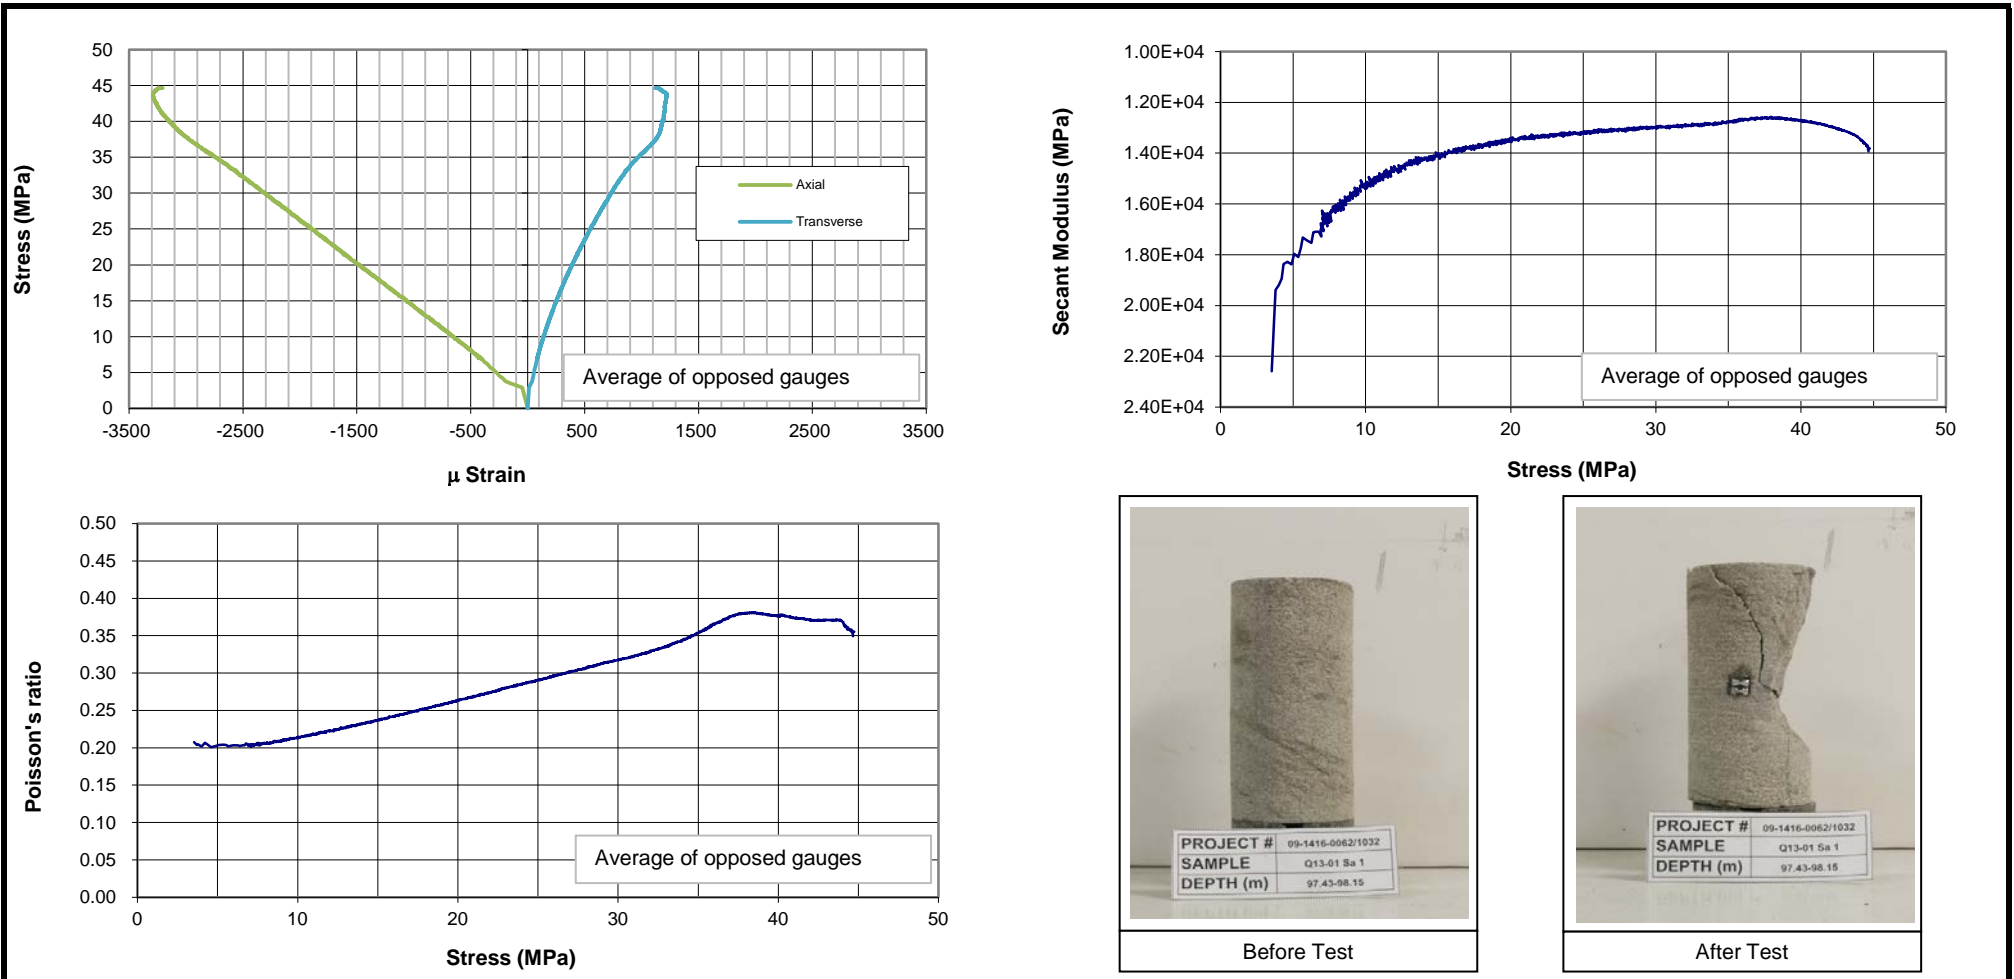 50
45
40
35
30
25
20
15
10
5
0
Stress (MPa)
Axial
Transverse
Average of opposed gauges
-3500 -2500 -1500 -500 500 1500 2500 3500
μ Strain
1.00E+04
1.20E+04
1.40E+04
1.60E+04
1.80E+04
2.00E+04
2.20E+04
2.40E+04
Secant Modulus (MPa)
Average of opposed gauges
0 10 20 30 40 50
Stress (MPa)
0.50
0.45
0.40
0.35
0.30
0.25
0.20
0.15
0.10
0.05
0.00
Poisson's ratio
Average of opposed gauges
0 10 20 30 40 50
Stress (MPa)
PROJECT # 09-1416-0062/1032
SAMPLE Q13-01 Sa 1
DEPTH (m) 97.43-98.15
Before Test
PROJECT # 09-1416-0062/1032
SAMPLE Q13-01 Sa 1
DEPTH (m) 97.43-98.15
After Test